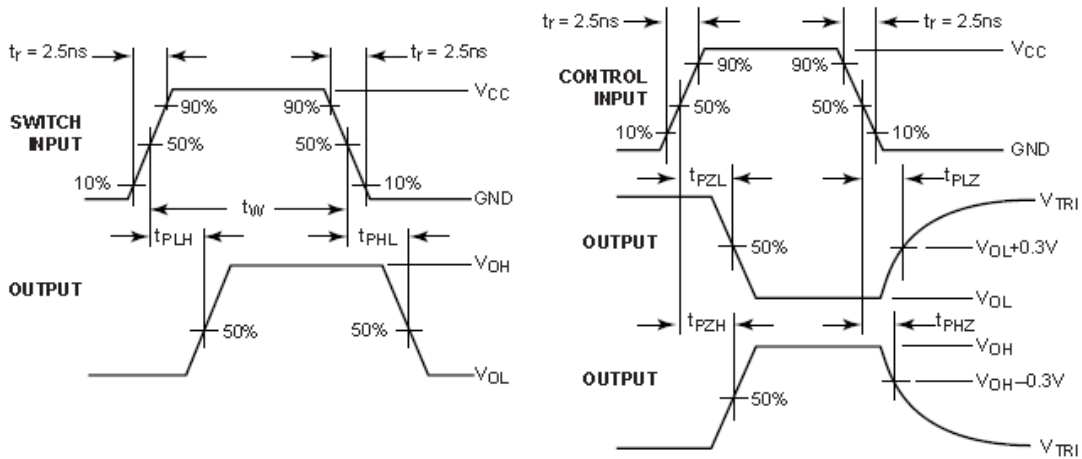 tr = 2.5ns
tr = 2.5ns
VCC
90%
90%
SWITCH
INPUT
50%
50%
10%
10%
GND
tW
tPLH
tPHL
VOH
OUTPUT
50%
50%
VOL
tr = 2.5ns
tr = 2.5ns
VCC
CONTROL
INPUT
90%
90%
50%
50%
10%
10%
GND
tPZL
tPLZ
VTRI
OUTPUT
50%
VOL+0.3V
VOL
tPZH
tPHZ
VOH
OUTPUT
VOH–0.3V
50%
VTRI